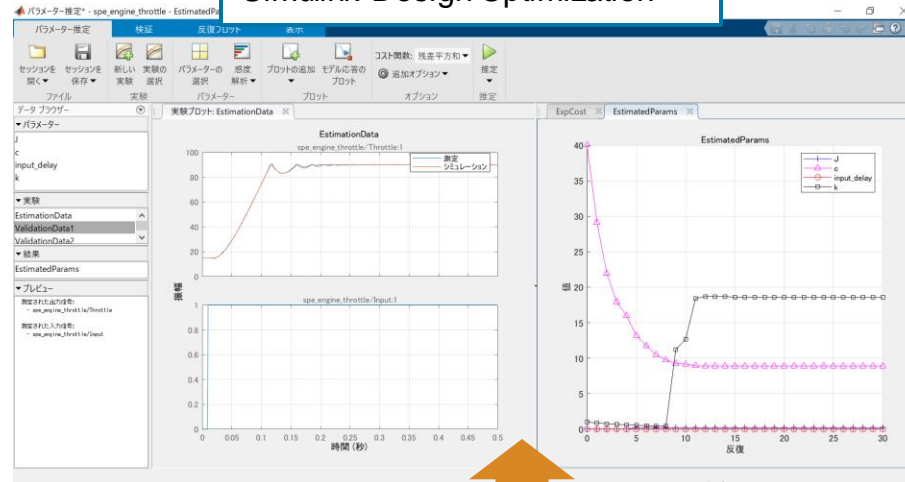 Simulink Design Optimization
パラメーター推定* - spe_engine_throttle - EstimatedPa
パラメーター推定 検証 反復プロット 表示
セッションを開く▼
セッションを保存▼
新しい実験
実験の選択
パラメーターの選択
感度解析▼
プロットの追加▼
モデル応答のプロット
コスト関数: 残差平方和▼
追加オプション▼
推定▼
ファイル 実験 パラメーター プロット オプション 推定
データ ブラウザー
▼パラメーター
J
c
input_delay
k
▼実験
EstimationData
ValidationData1
ValidationData2
▼結果
EstimatedParams
▼プレビュー
測定された出力信号:
- spe_engine_throttle/Throttle
測定された入力信号:
- spe_engine_throttle/Input
実験プロット: EstimationData
EstimationData
spe_engine_throttle/Throttle:1
測定
シミュレーション
100
80
60
40
20
0
振幅
spe_engine_throttle/Input:1
1
0.8
0.6
0.4
0.2
0
0 0.05 0.1 0.15 0.2 0.25 0.3 0.35 0.4 0.45 0.5
時間 (秒)
ExpCost EstimatedParams
EstimatedParams
J
c
input_delay
k
40
35
30
25
20
15
10
5
0
値
0 5 10 15 20 25 30
反復